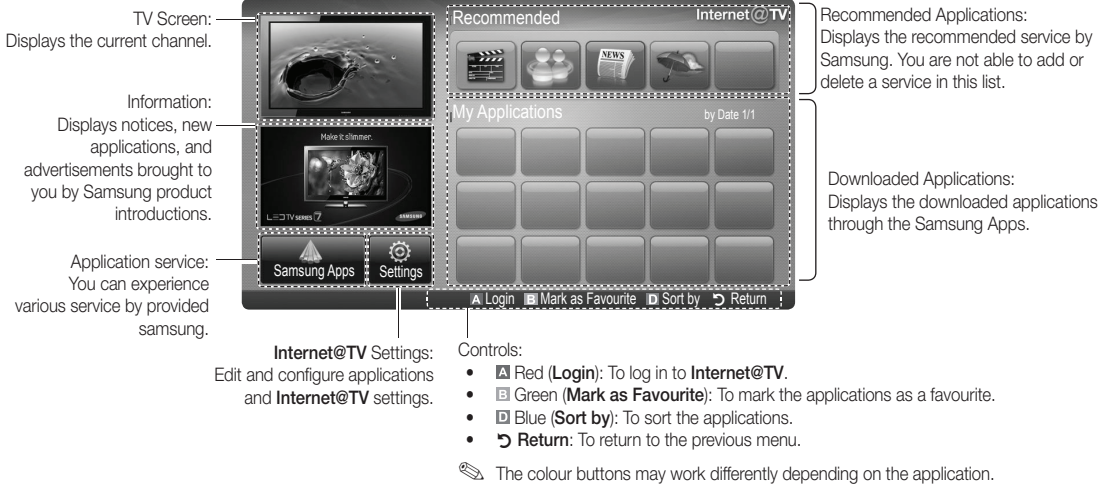 TV Screen:
Displays the current channel.
Information:
Displays notices, new
applications, and
advertisements brought to
you by Samsung product
introductions.
Application service:
You can experience
various service by provided
samsung.
Recommended
Internet@TV
NEWS
My Applications
by Date 1/1
Make it slimmer.
LED TV SERIES 7
SAMSUNG
Samsung Apps
Settings
A Login B Mark as Favourite D Sort by Return
Recommended Applications:
Displays the recommended service by
Samsung. You are not able to add or
delete a service in this list.
Downloaded Applications:
Displays the downloaded applications
through the Samsung Apps.
Internet@TV Settings:
Edit and configure applications
and Internet@TV settings.
Controls:
• A Red (Login): To log in to Internet@TV.
• B Green (Mark as Favourite): To mark the applications as a favourite.
• D Blue (Sort by): To sort the applications.
• Return: To return to the previous menu.
The colour buttons may work differently depending on the application.